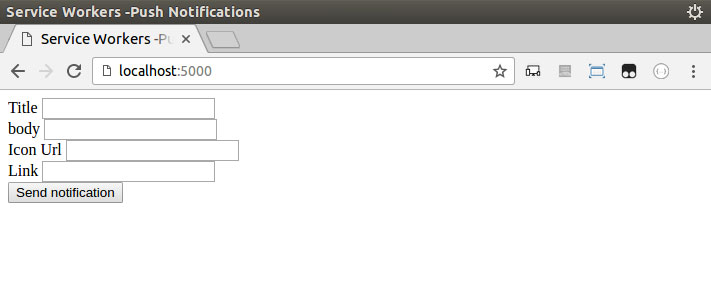 Service Workers -Push Notifications
Service Workers -Pu
localhost:5000
Title
body
Icon Url
Link
Send notification